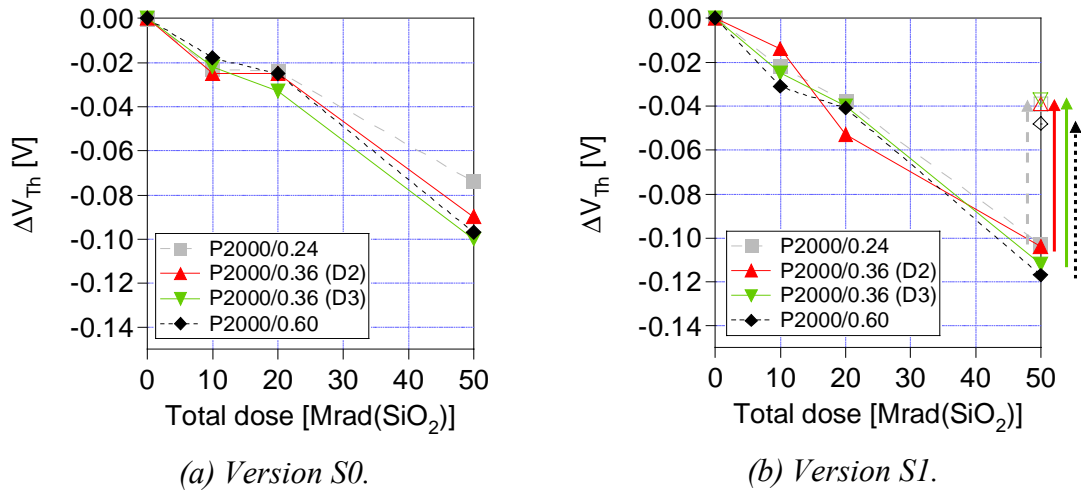 0.00
-0.02
-0.04
-0.06
-0.08
-0.10
-0.12
-0.14
ΔV_Th [V]
P2000/0.24
P2000/0.36 (D2)
P2000/0.36 (D3)
P2000/0.60
0 10 20 30 40 50
Total dose [Mrad(SiO₂)]
(a) Version S0.
0.00
-0.02
-0.04
-0.06
-0.08
-0.10
-0.12
-0.14
ΔV_Th [V]
P2000/0.24
P2000/0.36 (D2)
P2000/0.36 (D3)
P2000/0.60
0 10 20 30 40 50
Total dose [Mrad(SiO₂)]
(b) Version S1.